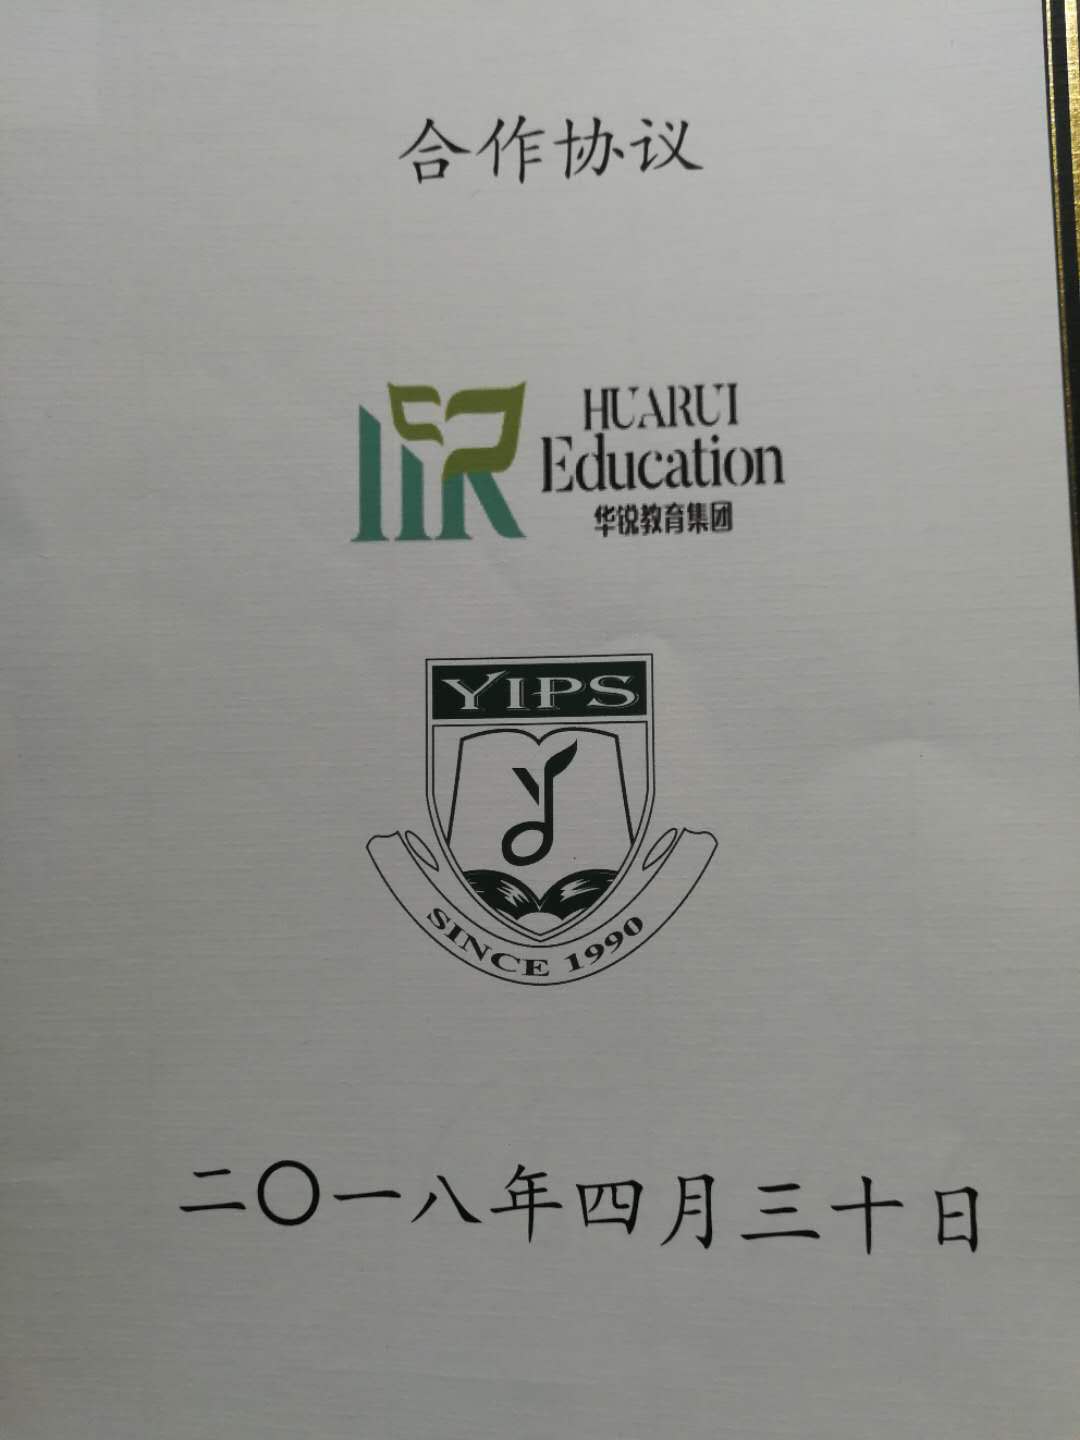 合作协议
HUARUI
Education
华锐教育集团
YIPS
SINCE 1990
二〇一八年四月三十日